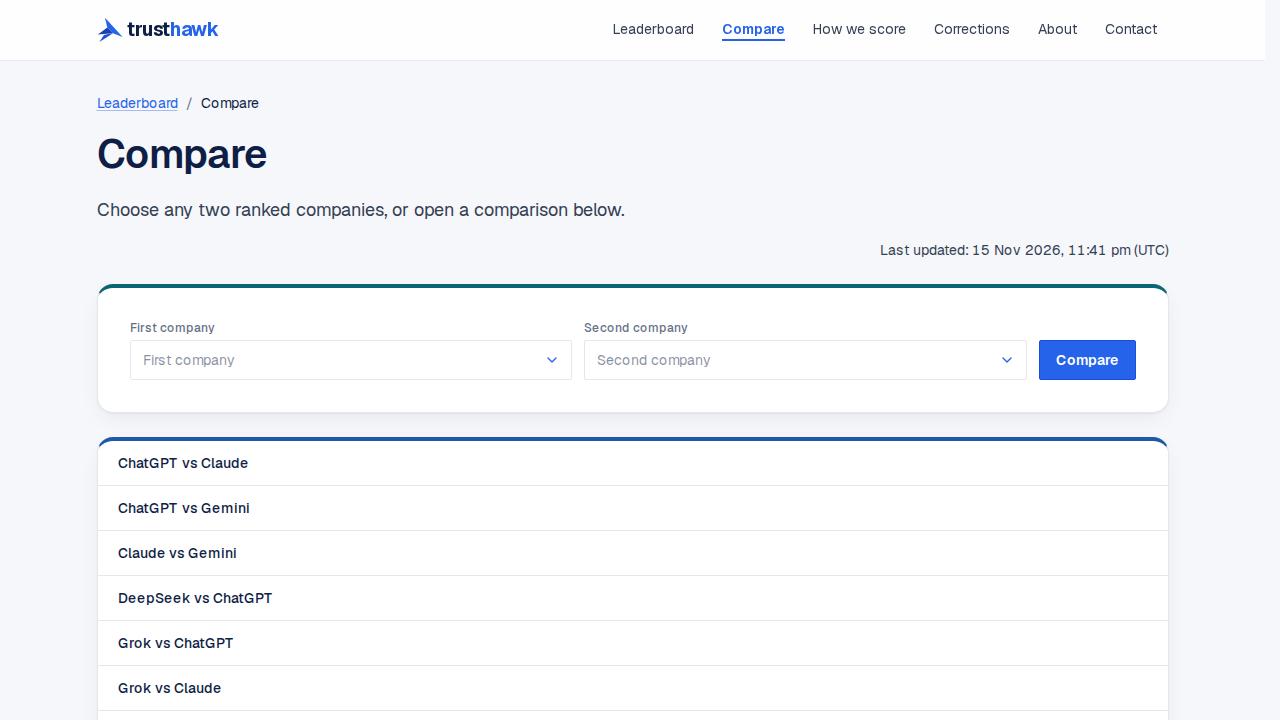 trusthawk
Leaderboard Compare How we score Corrections About Contact
Leaderboard / Compare
Compare
Choose any two ranked companies, or open a comparison below.
Last updated: 15 Nov 2026, 11:41 pm (UTC)
First company Second company
First company Second company Compare
ChatGPT vs Claude
ChatGPT vs Gemini
Claude vs Gemini
DeepSeek vs ChatGPT
Grok vs ChatGPT
Grok vs Claude